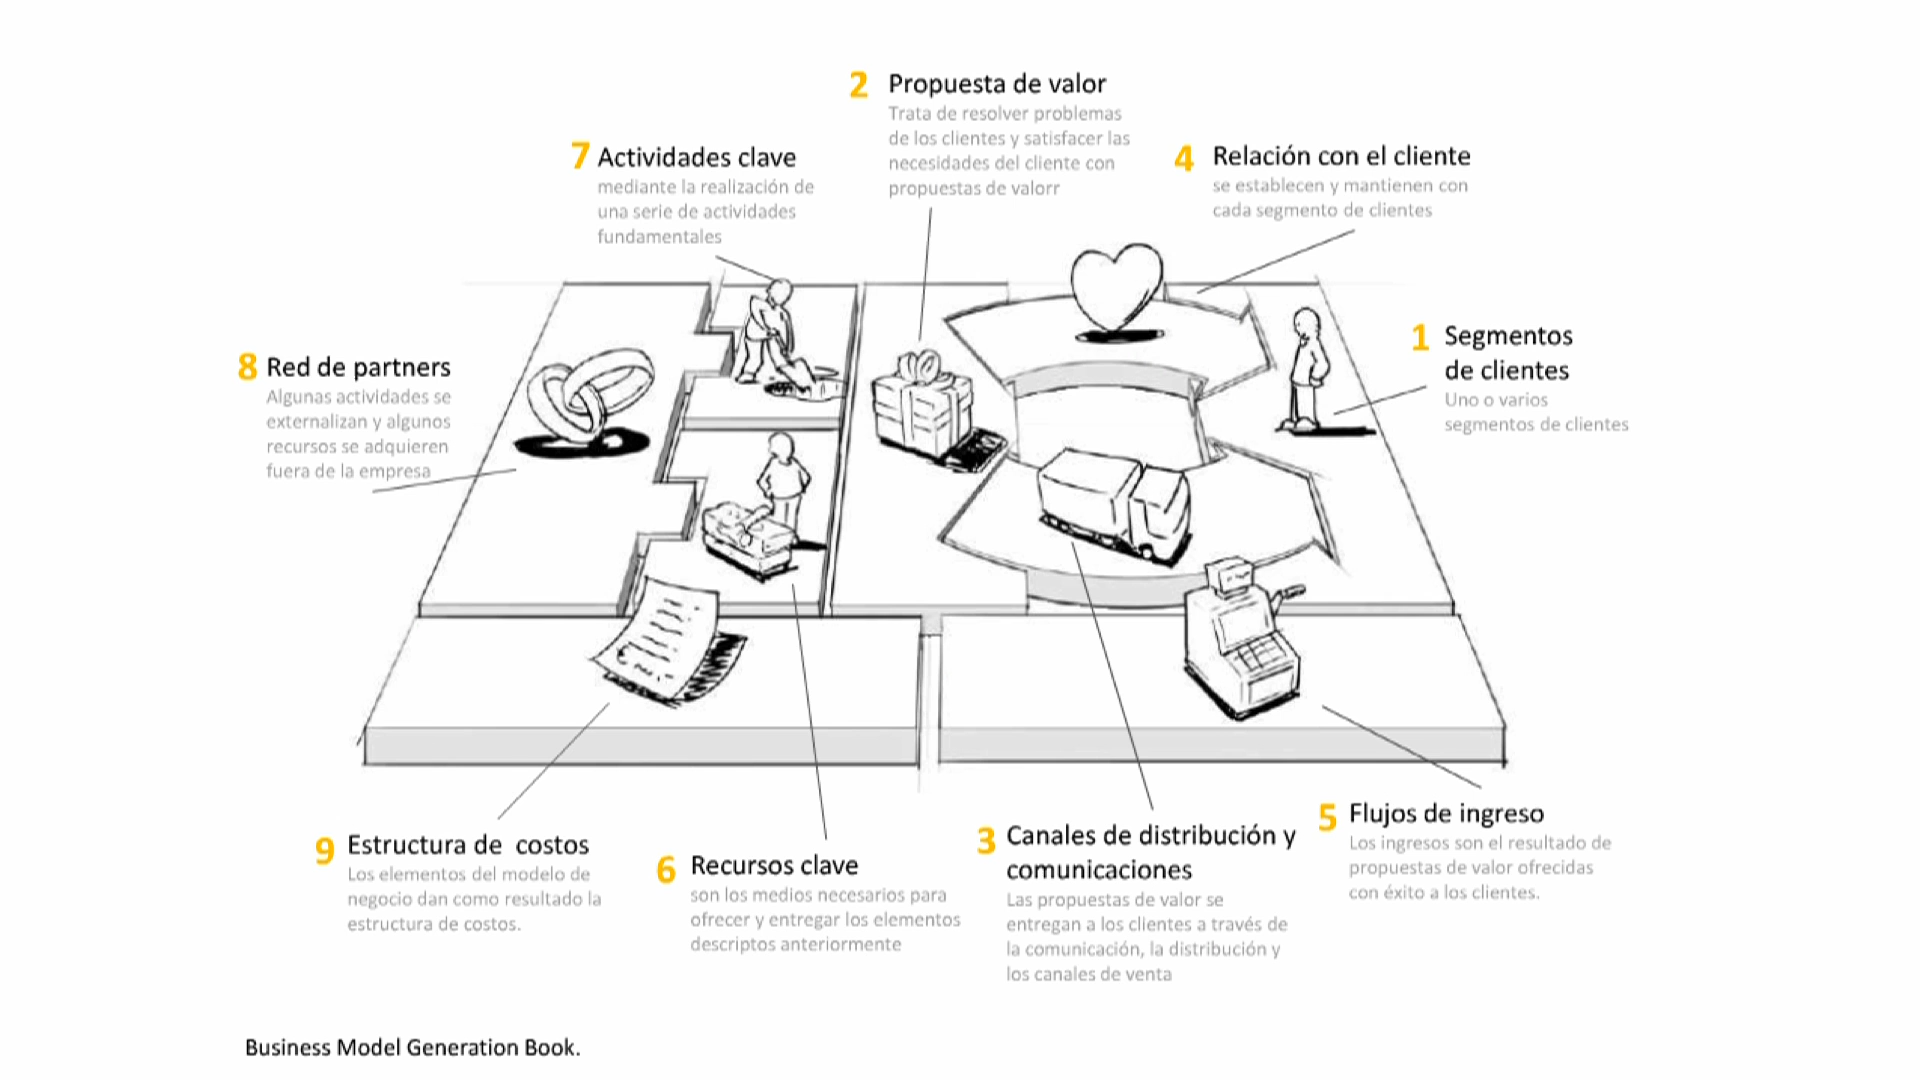 2 Propuesta de valor
Trata de resolver problemas
de los clientes y satisfacer las
necesidades del cliente con
propuestas de valorr
7 Actividades clave
mediante la realización de
una serie de actividades
fundamentales
4 Relación con el cliente
se establecen y mantienen con
cada segmento de clientes
1 Segmentos
de clientes
Uno o varios
segmentos de clientes
8 Red de partners
Algunas actividades se
externalizan y algunos
recursos se adquieren
fuera de la empresa
9 Estructura de costos
Los elementos del modelo de
negocio dan como resultado la
estructura de costos.
6 Recursos clave
son los medios necesarios para
ofrecer y entregar los elementos
descriptos anteriormente
3 Canales de distribución y
comunicaciones
Las propuestas de valor se
entregan a los clientes a través de
la comunicación, la distribución y
los canales de venta
5 Flujos de ingreso
Los ingresos son el resultado de
propuestas de valor ofrecidas
con éxito a los clientes.
Business Model Generation Book.